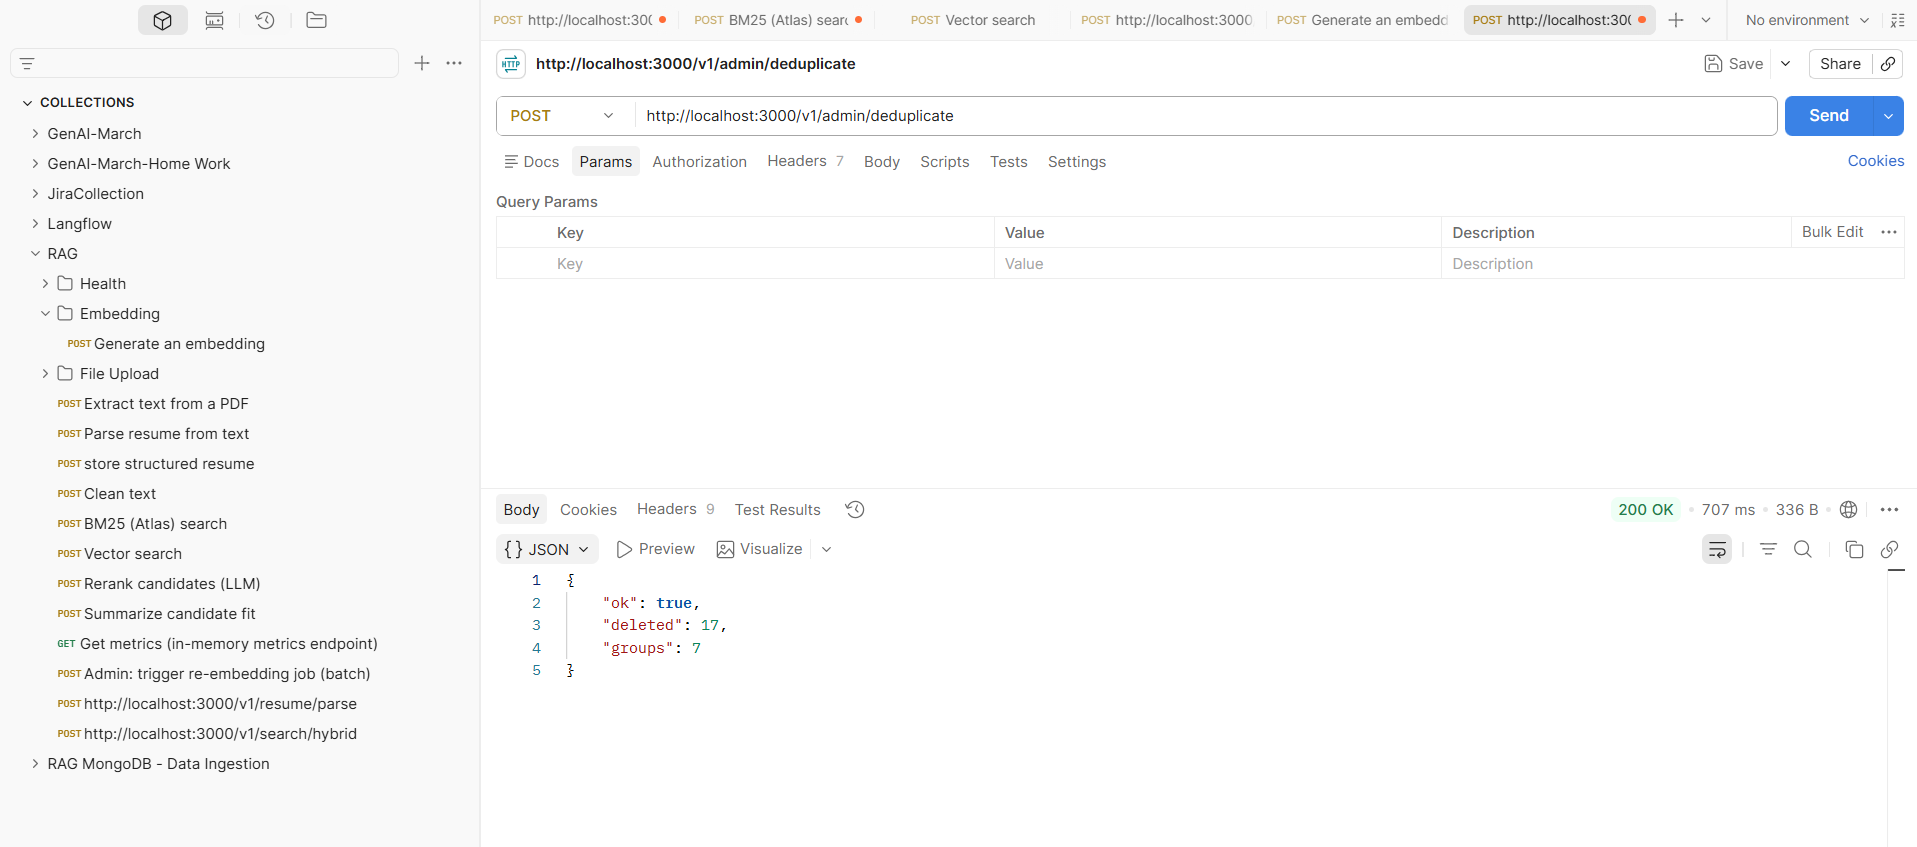 POST http://localhost:300
POST BM25 (Atlas) sear
POST Vector search
POST http://localhost:3000
POST Generate an embedd
POST http://localhost:300
No environment
COLLECTIONS
GenAI-March
GenAI-March-Home Work
JiraCollection
Langflow
RAG
Health
Embedding
POST Generate an embedding
File Upload
POST Extract text from a PDF
POST Parse resume from text
POST store structured resume
POST Clean text
POST BM25 (Atlas) search
POST Vector search
POST Rerank candidates (LLM)
POST Summarize candidate fit
GET Get metrics (in-memory metrics endpoint)
POST Admin: trigger re-embedding job (batch)
POST http://localhost:3000/v1/resume/parse
POST http://localhost:3000/v1/search/hybrid
RAG MongoDB - Data Ingestion
HTTP http://localhost:3000/v1/admin/deduplicate
Save
Share
POST http://localhost:3000/v1/admin/deduplicate
Send
Docs Params Authorization Headers 7 Body Scripts Tests Settings
Cookies
Query Params
Key Value Description Bulk Edit
Key Value Description
Body Cookies Headers 9 Test Results
200 OK • 707 ms • 336 B
{} JSON Preview Visualize
1 {
2 "ok": true,
3 "deleted": 17,
4 "groups": 7
5 }